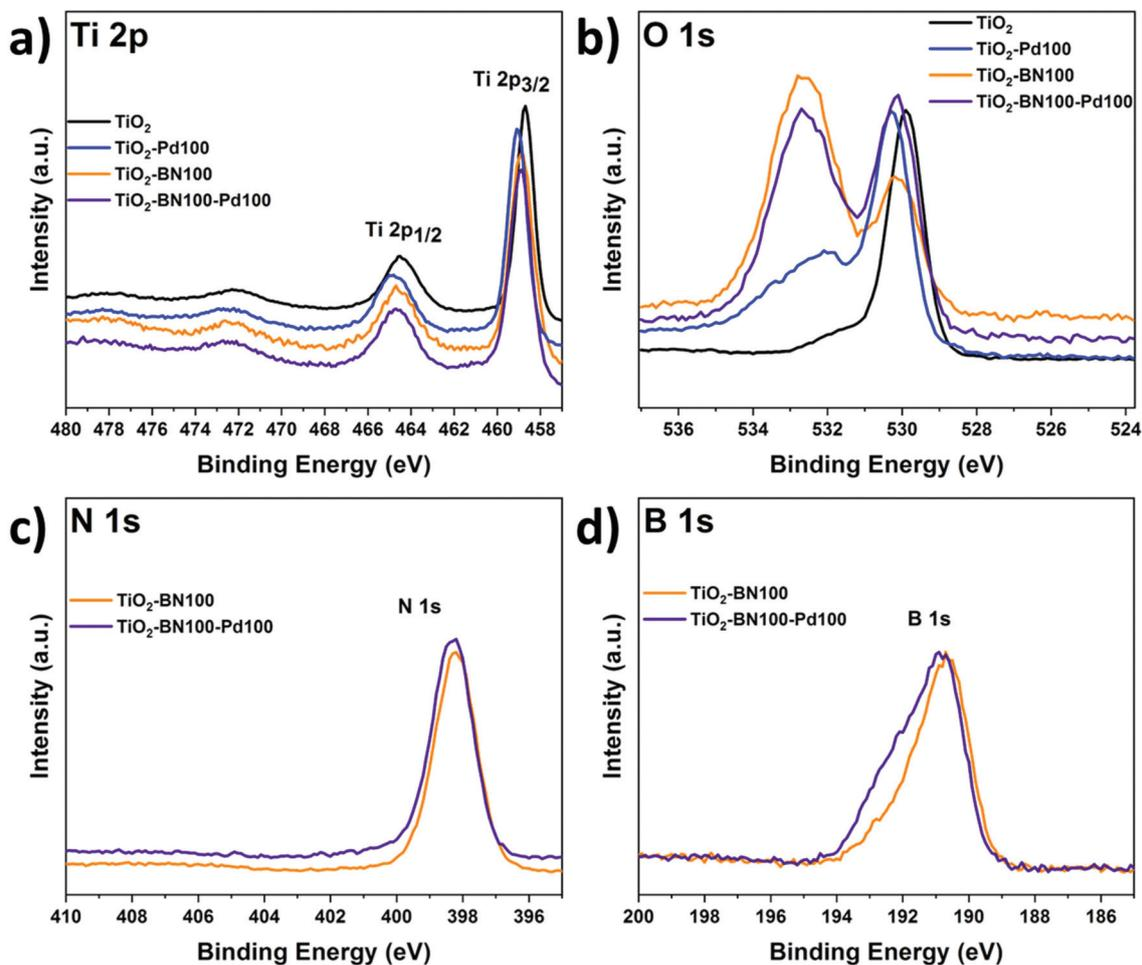 a) Ti 2p
Ti 2p3/2
TiO2
TiO2-Pd100
TiO2-BN100
TiO2-BN100-Pd100
Ti 2p1/2
Intensity (a.u.)
480 478 476 474 472 470 468 466 464 462 460 458
Binding Energy (eV)
b) O 1s
TiO2
TiO2-Pd100
TiO2-BN100
TiO2-BN100-Pd100
Intensity (a.u.)
536 534 532 530 528 526 524
Binding Energy (eV)
c) N 1s
TiO2-BN100
TiO2-BN100-Pd100
N 1s
Intensity (a.u.)
410 408 406 404 402 400 398 396
Binding Energy (eV)
d) B 1s
TiO2-BN100
TiO2-BN100-Pd100
B 1s
Intensity (a.u.)
200 198 196 194 192 190 188 186
Binding Energy (eV)